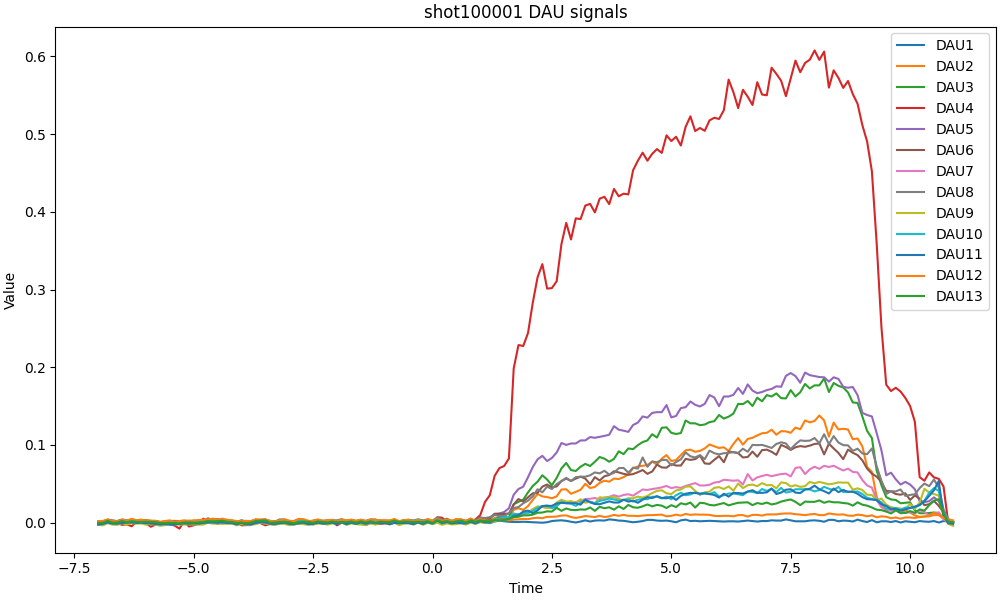 shot100001 DAU signals
Value
0.6
0.5
0.4
0.3
0.2
0.1
0.0
−7.5
−5.0
−2.5
0.0
2.5
5.0
7.5
10.0
Time
DAU1
DAU2
DAU3
DAU4
DAU5
DAU6
DAU7
DAU8
DAU9
DAU10
DAU11
DAU12
DAU13